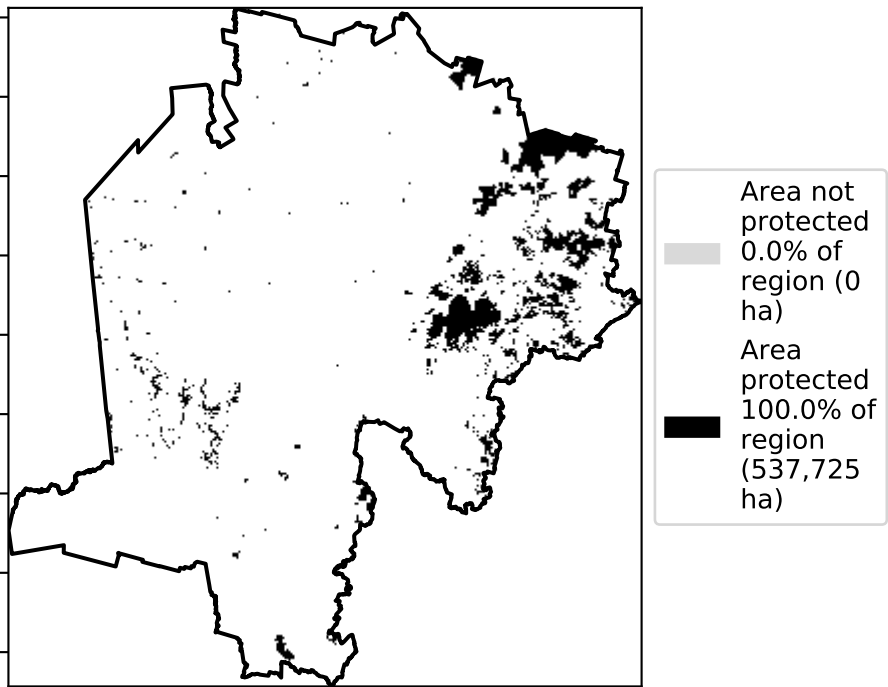 Area not
protected
0.0% of
region (0
ha)
Area
protected
100.0% of
region
(537,725
ha)